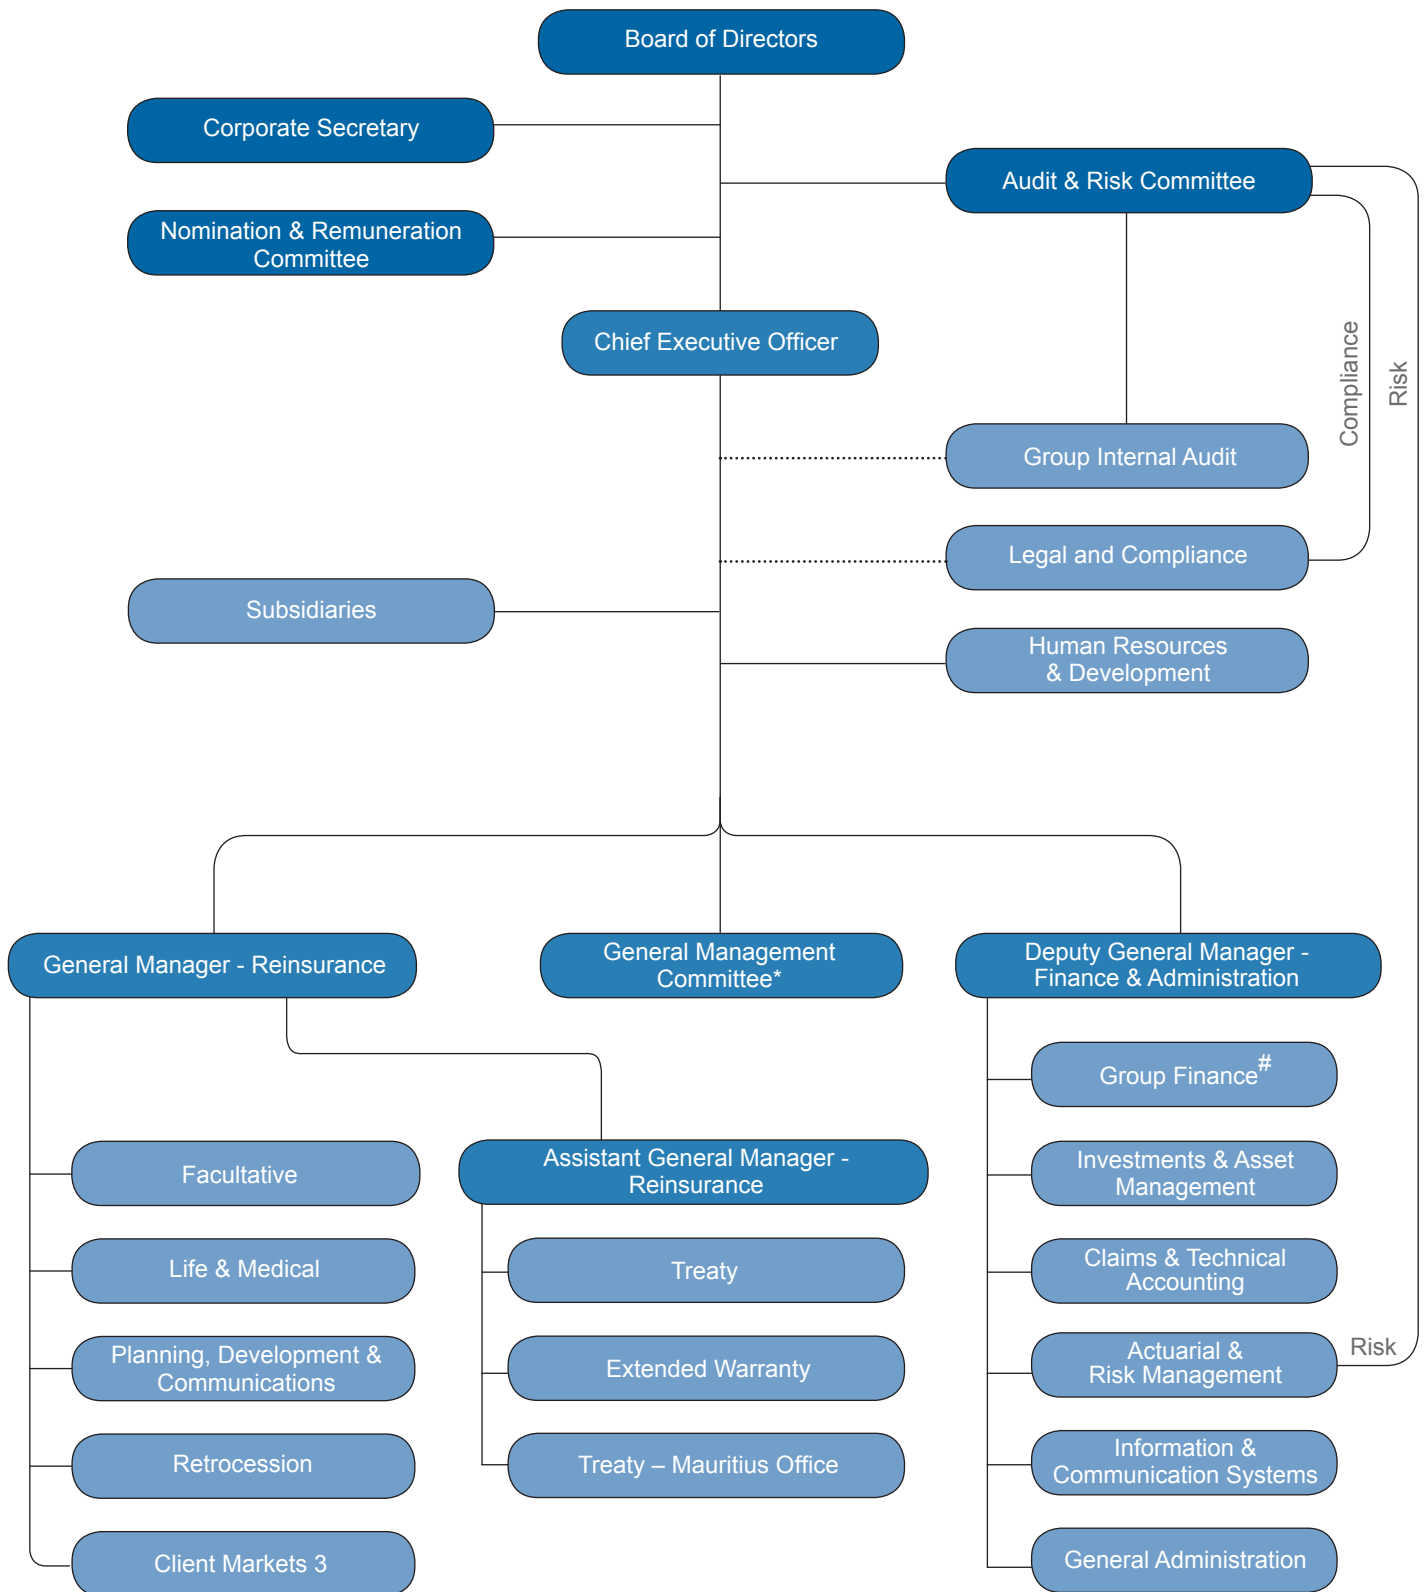 Board of Directors
Corporate Secretary
Audit & Risk Committee
Nomination & Remuneration
Committee
Chief Executive Officer
Compliance
Risk
Group Internal Audit
Legal and Compliance
Subsidiaries
Human Resources
& Development
General Manager - Reinsurance
General Management
Committee*
Deputy General Manager -
Finance & Administration
Facultative
Life & Medical
Planning, Development &
Communications
Retrocession
Client Markets 3
Assistant General Manager -
Reinsurance
Treaty
Extended Warranty
Treaty – Mauritius Office
Group Finance#
Investments & Asset
Management
Claims & Technical
Accounting
Actuarial &
Risk Management
Risk
Information &
Communication Systems
General Administration